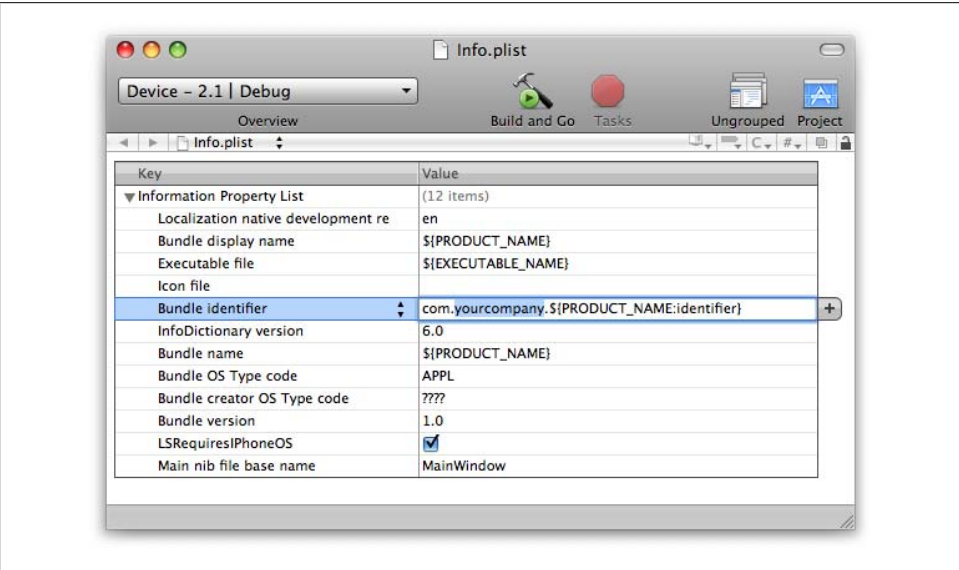 Info.plist
Device – 2.1 | Debug
Overview Build and Go Tasks Ungrouped Project
Info.plist C #
Key Value
Information Property List (12 items)
Localization native development re en
Bundle display name ${PRODUCT_NAME}
Executable file ${EXECUTABLE_NAME}
Icon file
Bundle identifier com.yourcompany.${PRODUCT_NAME:identifier} +
InfoDictionary version 6.0
Bundle name ${PRODUCT_NAME}
Bundle OS Type code APPL
Bundle creator OS Type code ????
Bundle version 1.0
LSRequiresIPhoneOS
Main nib file base name MainWindow